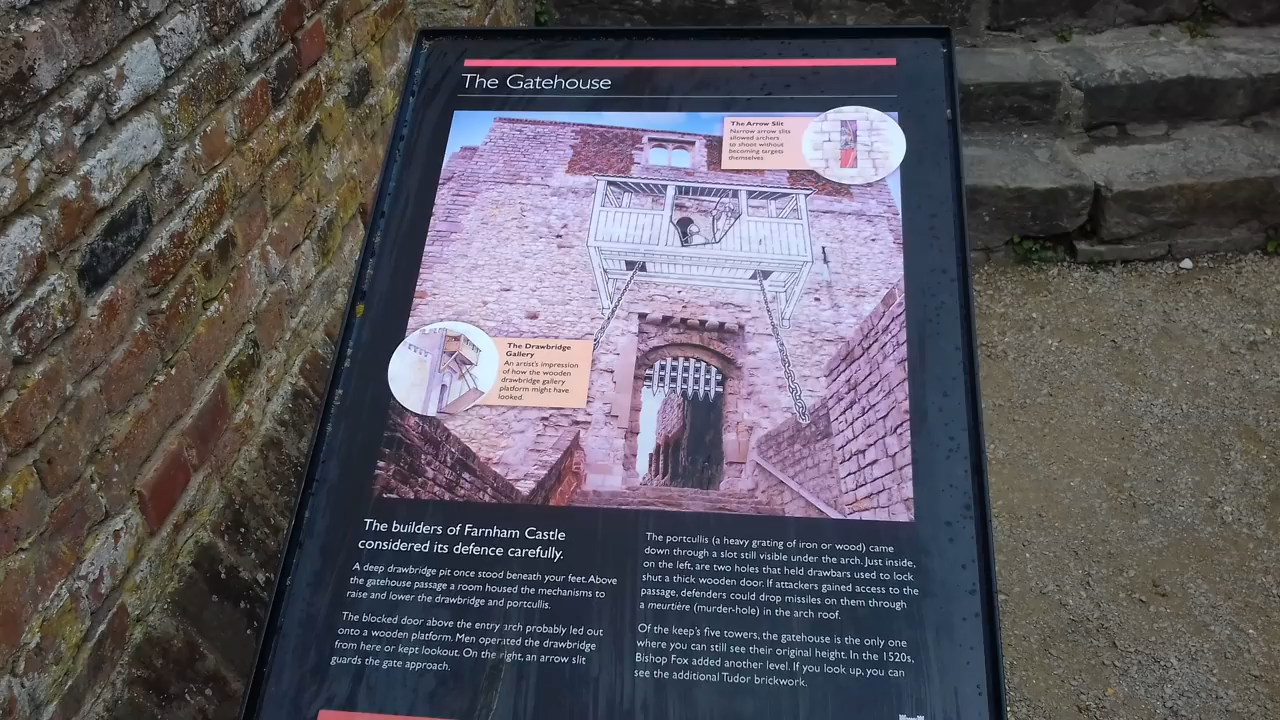 The Gatehouse
The Arrow Slit
Narrow arrow slits
allowed archers
to shoot without
becoming targets
themselves
The Drawbridge
Gallery
An artist's impression
of how the wooden
drawbridge gallery
platform might have
looked.
The builders of Farnham Castle
considered its defence carefully.
A deep drawbridge pit once stood beneath your feet. Above
the gatehouse passage a room housed the mechanisms to
raise and lower the drawbridge and portcullis.
The blocked door above the entry arch probably led out
onto a wooden platform. Men operated the drawbridge
from here or kept lookout. On the right, an arrow slit
guards the gate approach.
The portcullis (a heavy grating of iron or wood) came
down through a slot still visible under the arch. Just inside,
on the left, are two holes that held drawbars used to lock
shut a thick wooden door. If attackers gained access to the
passage, defenders could drop missiles on them through
a meurtière (murder-hole) in the arch roof.
Of the keep's five towers, the gatehouse is the only one
where you can still see their original height. In the 1520s,
Bishop Fox added another level. If you look up, you can
see the additional Tudor brickwork.